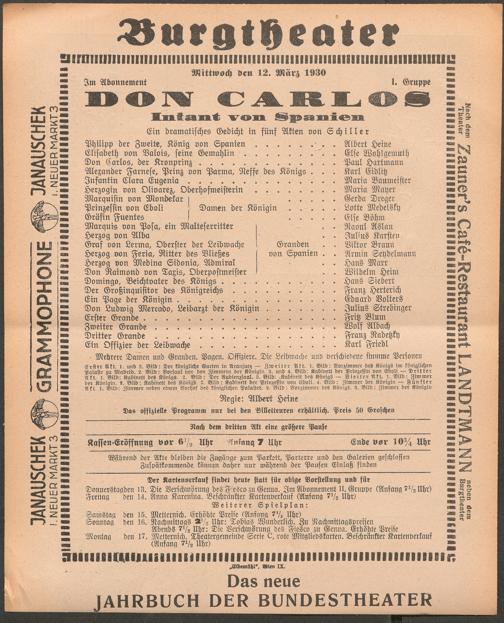 Burgtheater
Mittwoch den 12. März 1930
Im Abonnement I. Gruppe
DON CARLOS
Infant von Spanien
Ein dramatisches Gedicht in fünf Akten von Schiller
Philipp der Zweite, König von Spanien Albert Heine
Elisabeth von Valois, seine Gemahlin Else Wohlgemuth
Don Carlos, der Kronprinz Paul Hartmann
Alexander Farnese, Prinz von Parma, Neffe des Königs Karl Eidlitz
Infantin Clara Eugenia Maria Baumeister
Herzogin von Olivarez, Oberhofmeisterin Maria Mayer
Marquisin von Mondekar Gerda Dreger
Prinzessin von Eboli Damen der Königin Lotte Medelsky
Gräfin Fuentes Else Böhm
Marquis von Posa, ein Malteserritter Raoul Aslan
Herzog von Alba Julius Karsten
Graf von Lerma, Oberster der Leibwache Granden Viktor Braun
Herzog von Feria, Ritter des Vließes von Spanien Armin Seydelmann
Herzog von Medina Sidonia, Admiral Hans Marr
Don Raimond von Taxis, Oberpostmeister Wilhelm Heim
Domingo, Beichtvater des Königs Hans Siebert
Der Großinquisitor des Königreichs Franz Herterich
Ein Page der Königin Eduard Volters
Don Ludwig Mercado, Leibarzt der Königin Julius Strebinger
Erster Grande Fritz Blum
Zweiter Grande Wolf Albach
Dritter Grande Franz Radetzky
Ein Offizier der Leibwache Karl Friedl
Mehrere Damen und Granden. Pagen. Offiziere. Die Leibwache und verschiedene stumme Personen
Regie: Albert Heine
Das offizielle Programm nur bei den Billetteuren erhältlich. Preis 50 Groschen
Nach dem dritten Akt eine größere Pause
Kassen-Eröffnung vor 6½ Uhr Anfang 7 Uhr Ende vor 10¾ Uhr
Während der Akte bleiben die Zugänge zum Parkett, Parterre und den Galerien geschlossen
Zuspätkommende können daher nur während der Pausen Einlaß finden
Der Kartenverkauf findet heute statt für obige Vorstellung und für
Donnerstag den 13. Die Verschwörung des Fiesco zu Genua. Im Abonnement II. Gruppe (Anfang 7½ Uhr)
Freitag den 14. Anna Karenina. Beschränkter Kartenverkauf (Anfang 7½ Uhr)
Weiterer Spielplan:
Samstag den 15. Metternich. Erhöhte Preise (Anfang 7½ Uhr)
Sonntag den 16. Nachmittags 2½ Uhr: Tobias Wunderlich. Zu Nachmittagspreisen
Abends 7½ Uhr: Die Verschwörung des Fiesco zu Genua. Erhöhte Preise
Montag den 17. Metternich. Theatergemeinde Serie C, rote Mitgliedskarten. Beschränkter Kartenverkauf
(Anfang 7½ Uhr)
„Elbemühl“, Wien IX.
Das neue
JAHRBUCH DER BUNDESTHEATER
JANAUSCHEK
I. NEUER MARKT 3
GRAMMOPHONE
JANAUSCHEK
I. NEUER MARKT 3
Nach dem
Theater
Zauner's Café-Restaurant LANDTMANN
neben dem
Burgtheater